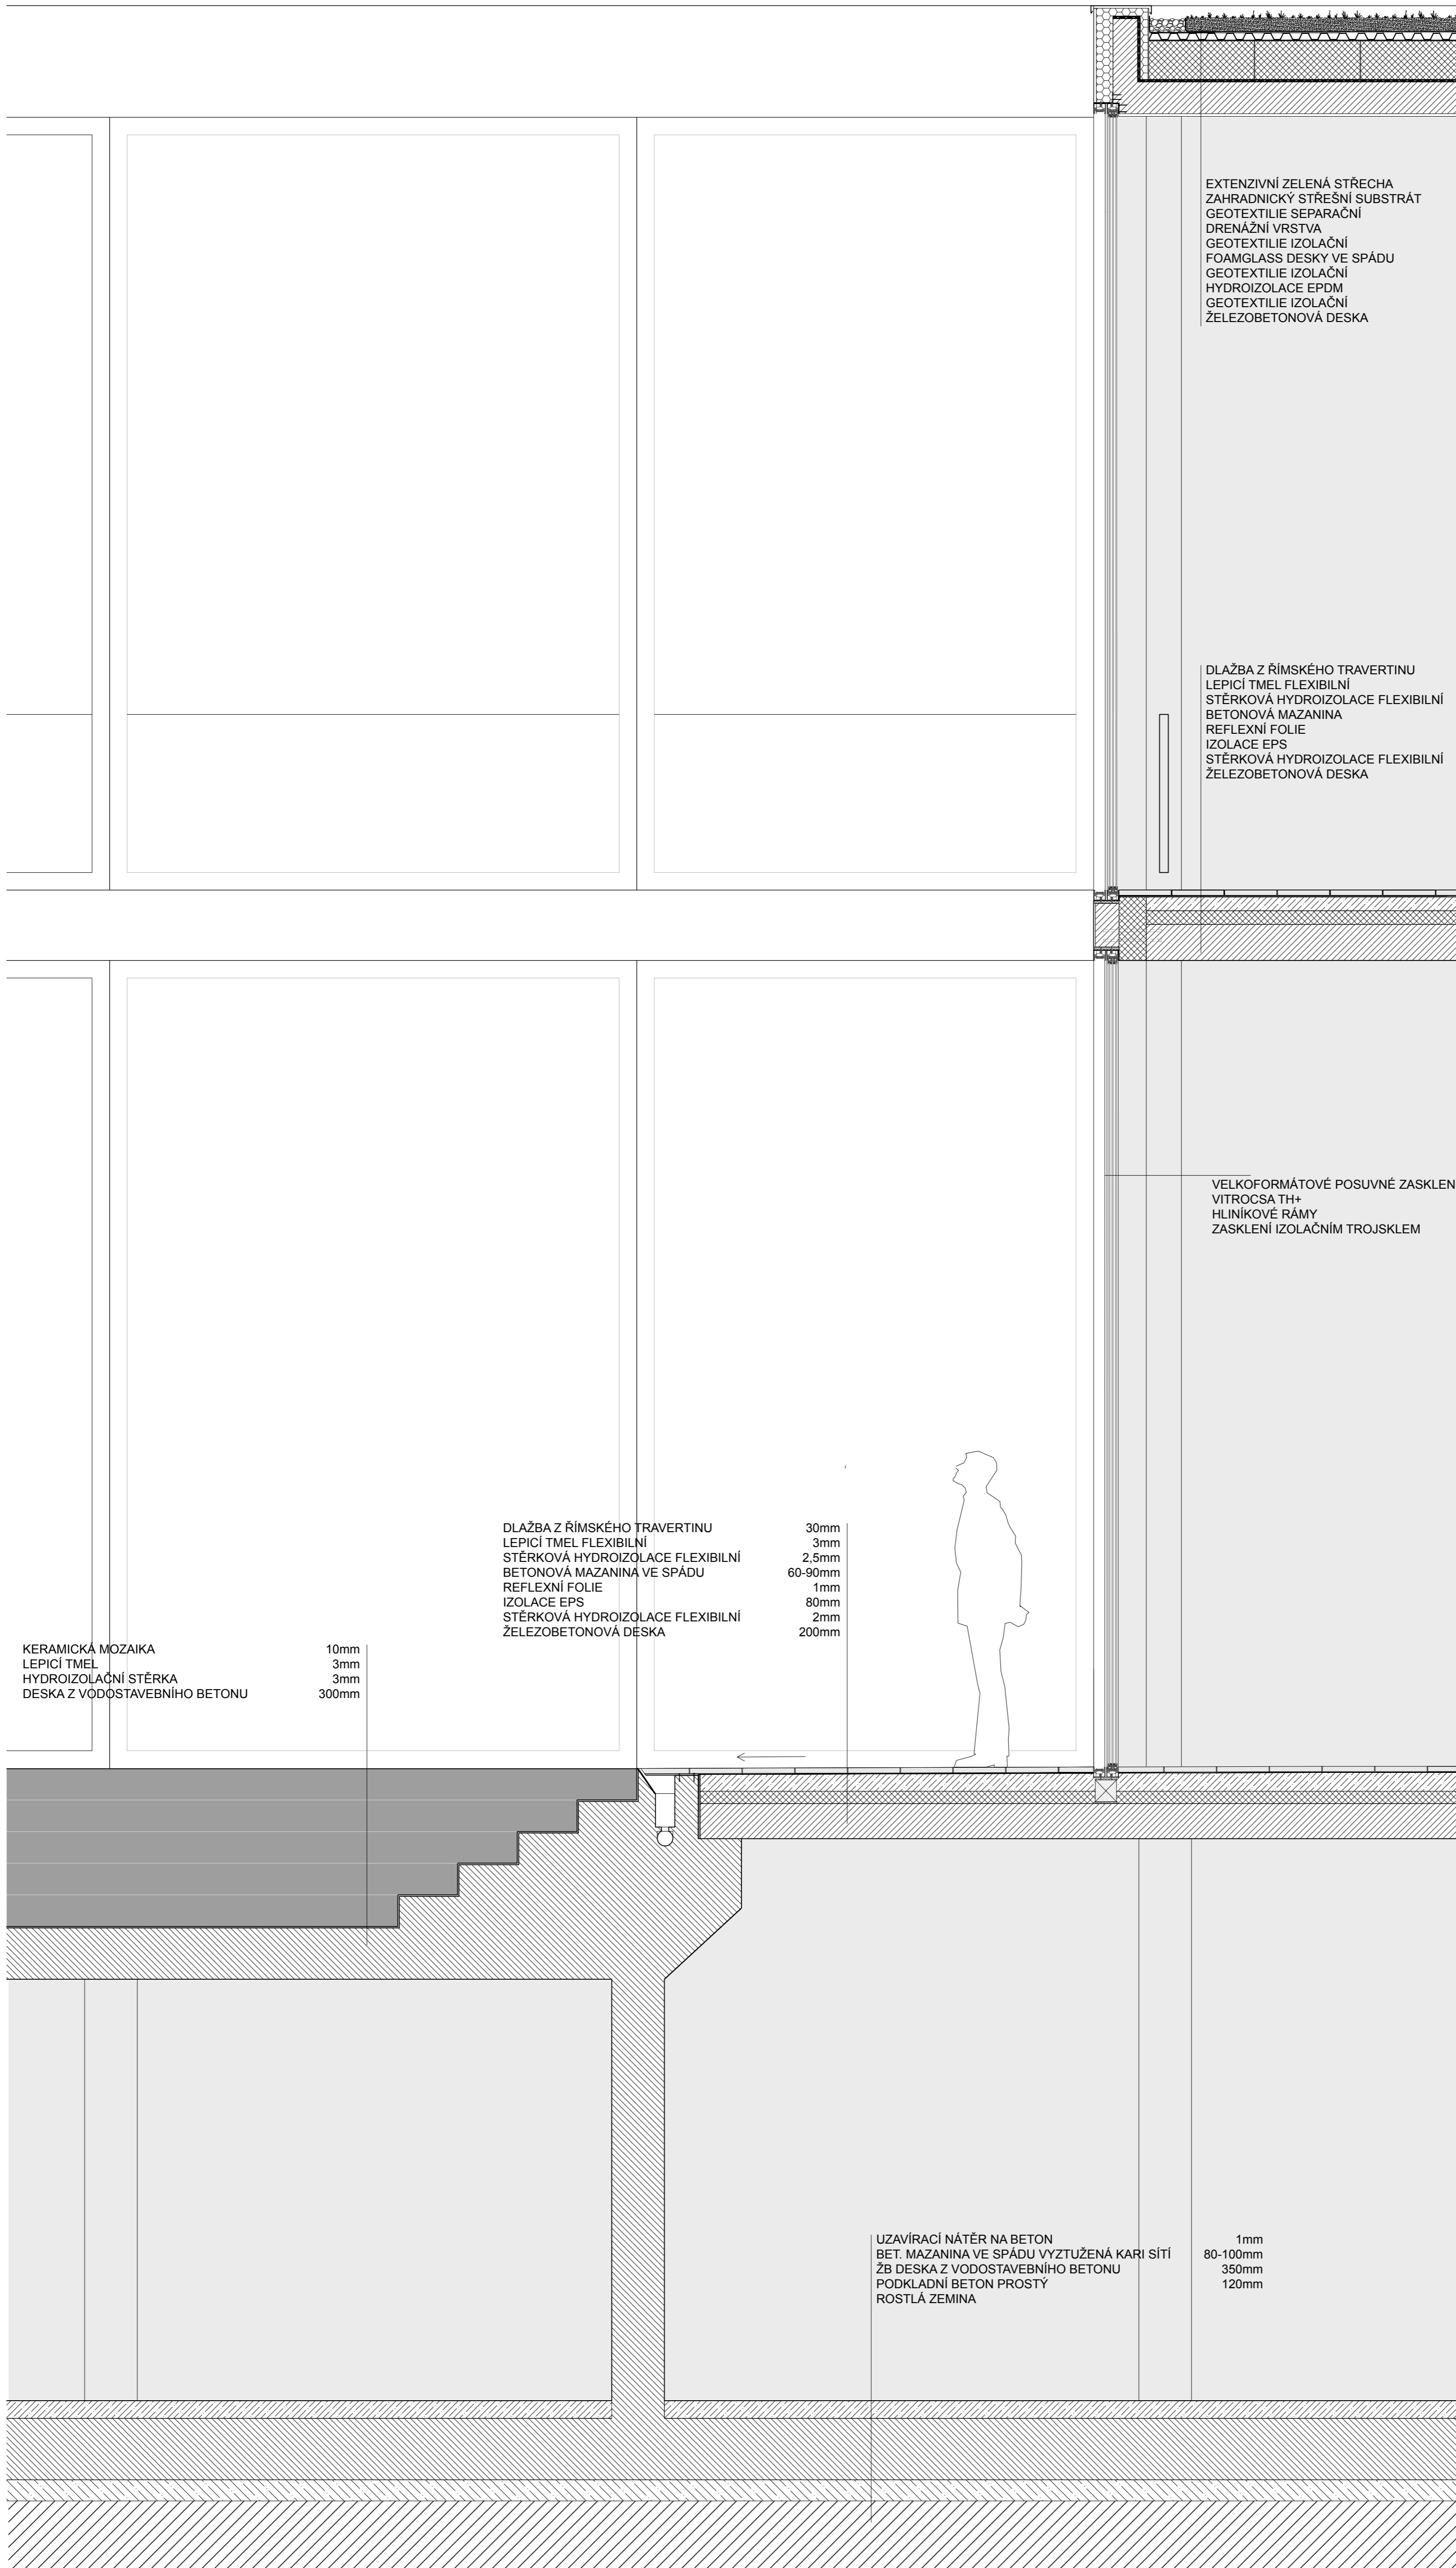 EXTENZIVNÍ ZELENÁ STŘECHA
ZAHRADNICKÝ STŘEŠNÍ SUBSTRÁT
GEOTEXTILIE SEPARAČNÍ
DRENÁŽNÍ VRSTVA
GEOTEXTILIE IZOLAČNÍ
FOAMGLASS DESKY VE SPÁDU
GEOTEXTILIE IZOLAČNÍ
HYDROIZOLACE EPDM
GEOTEXTILIE IZOLAČNÍ
ŽELEZOBETONOVÁ DESKA
DLAŽBA Z ŘÍMSKÉHO TRAVERTINU
LEPICÍ TMEL FLEXIBILNÍ
STĚRKOVÁ HYDROIZOLACE FLEXIBILNÍ
BETONOVÁ MAZANINA
REFLEXNÍ FOLIE
IZOLACE EPS
STĚRKOVÁ HYDROIZOLACE FLEXIBILNÍ
ŽELEZOBETONOVÁ DESKA
VELKOFORMÁTOVÉ POSUVNÉ ZASKLEN
VITROCSA TH+
HLINÍKOVÉ RÁMY
ZASKLENÍ IZOLAČNÍM TROJSKLEM
DLAŽBA Z ŘÍMSKÉHO TRAVERTINU 30mm
LEPICÍ TMEL FLEXIBILNÍ 3mm
STĚRKOVÁ HYDROIZOLACE FLEXIBILNÍ 2,5mm
BETONOVÁ MAZANINA VE SPÁDU 60-90mm
REFLEXNÍ FOLIE 1mm
IZOLACE EPS 80mm
STĚRKOVÁ HYDROIZOLACE FLEXIBILNÍ 2mm
ŽELEZOBETONOVÁ DESKA 200mm
KERAMICKÁ MOZAIKA 10mm
LEPICÍ TMEL 3mm
HYDROIZOLAČNÍ STĚRKA 3mm
DESKA Z VODOSTAVEBNÍHO BETONU 300mm
UZAVÍRACÍ NÁTĚR NA BETON 1mm
BET. MAZANINA VE SPÁDU VYZTUŽENÁ KARI SÍTÍ 80-100mm
ŽB DESKA Z VODOSTAVEBNÍHO BETONU 350mm
PODKLADNÍ BETON PROSTÝ 120mm
ROSTLÁ ZEMINA